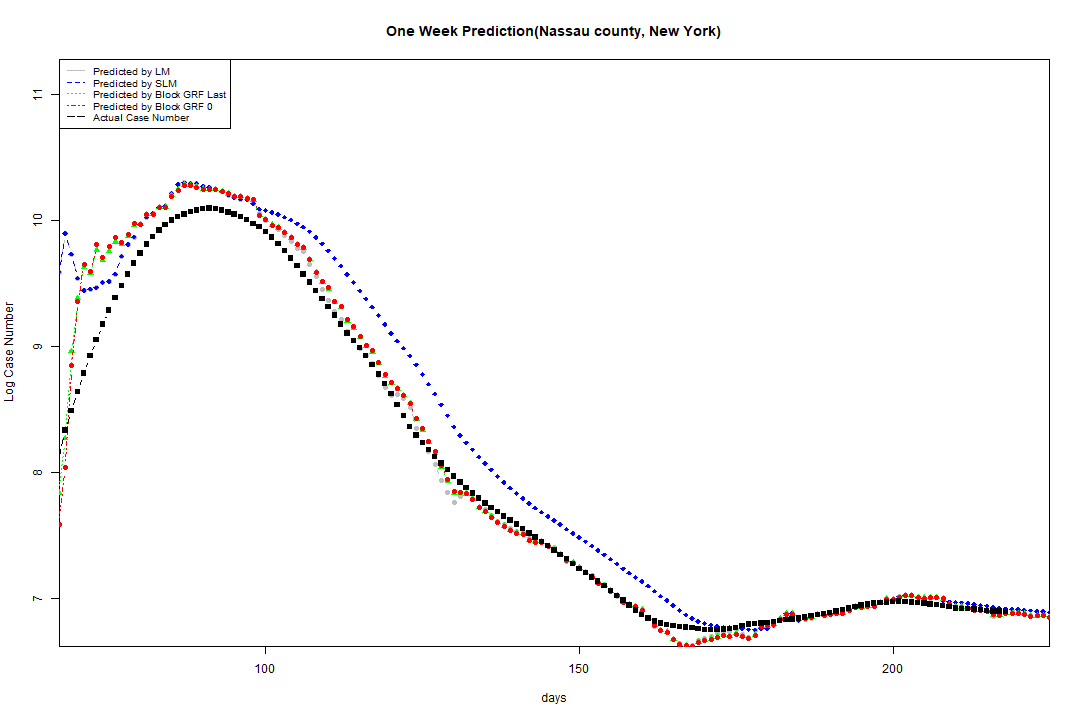 One Week Prediction(Nassau county, New York)
Predicted by LM
Predicted by SLM
Predicted by Block GRF Last
Predicted by Block GRF 0
Actual Case Number
11
10
9
8
7
Log Case Number
100
150
200
days